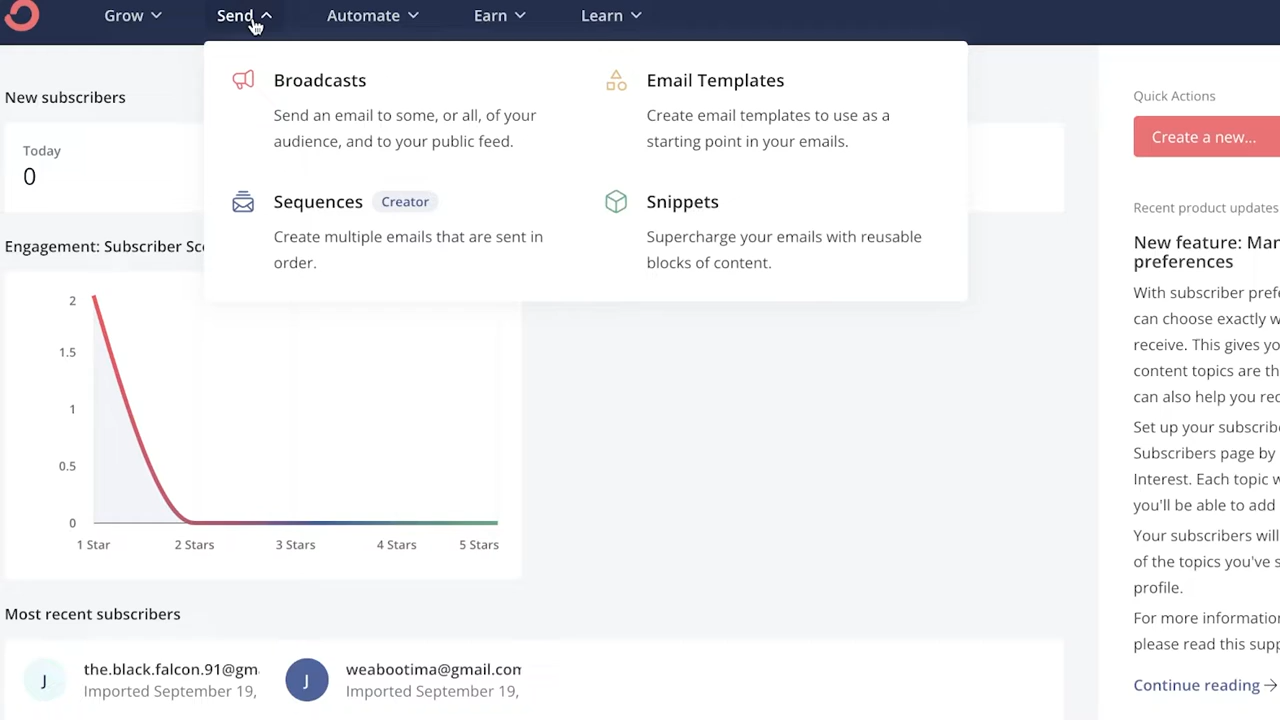 Grow
Send
Automate
Earn
Learn
Broadcasts
Send an email to some, or all, of your
audience, and to your public feed.
Email Templates
Create email templates to use as a
starting point in your emails.
Sequences Creator
Create multiple emails that are sent in
order.
Snippets
Supercharge your emails with reusable
blocks of content.
New subscribers
Today
0
Engagement: Subscriber Sc
2
1.5
1
0.5
0
1 Star
2 Stars
3 Stars
4 Stars
5 Stars
Most recent subscribers
J
the.black.falcon.91@gm
Imported September 19,
J
weabootima@gmail.com
Imported September 19,
Quick Actions
Create a new...
Recent product updates
New feature: Man
preferences
With subscriber prefe
can choose exactly w
receive. This gives yo
content topics are th
can also help you rec
Set up your subscribe
Subscribers page by
Interest. Each topic w
you'll be able to add
Your subscribers will
of the topics you've s
profile.
For more information
please read this supp
Continue reading →